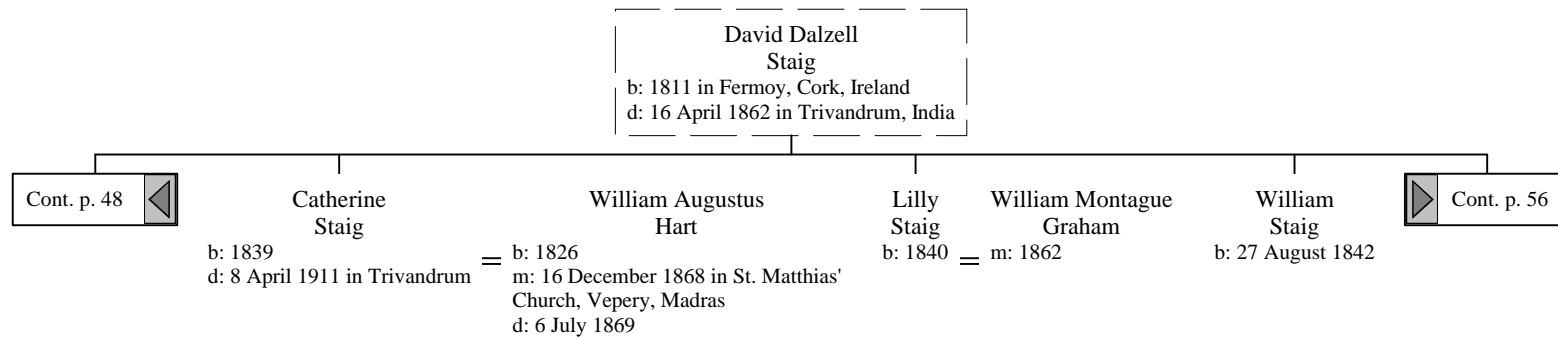 David Dalzell
Staig
b: 1811 in Fermoy, Cork, Ireland
d: 16 April 1862 in Trivandrum, India
Cont. p. 48
Catherine
Staig
b: 1839
d: 8 April 1911 in Trivandrum
=
William Augustus
Hart
b: 1826
m: 16 December 1868 in St. Matthias'
Church, Vepery, Madras
d: 6 July 1869
Lilly
Staig
b: 1840
=
William Montague
Graham
m: 1862
William
Staig
b: 27 August 1842
Cont. p. 56